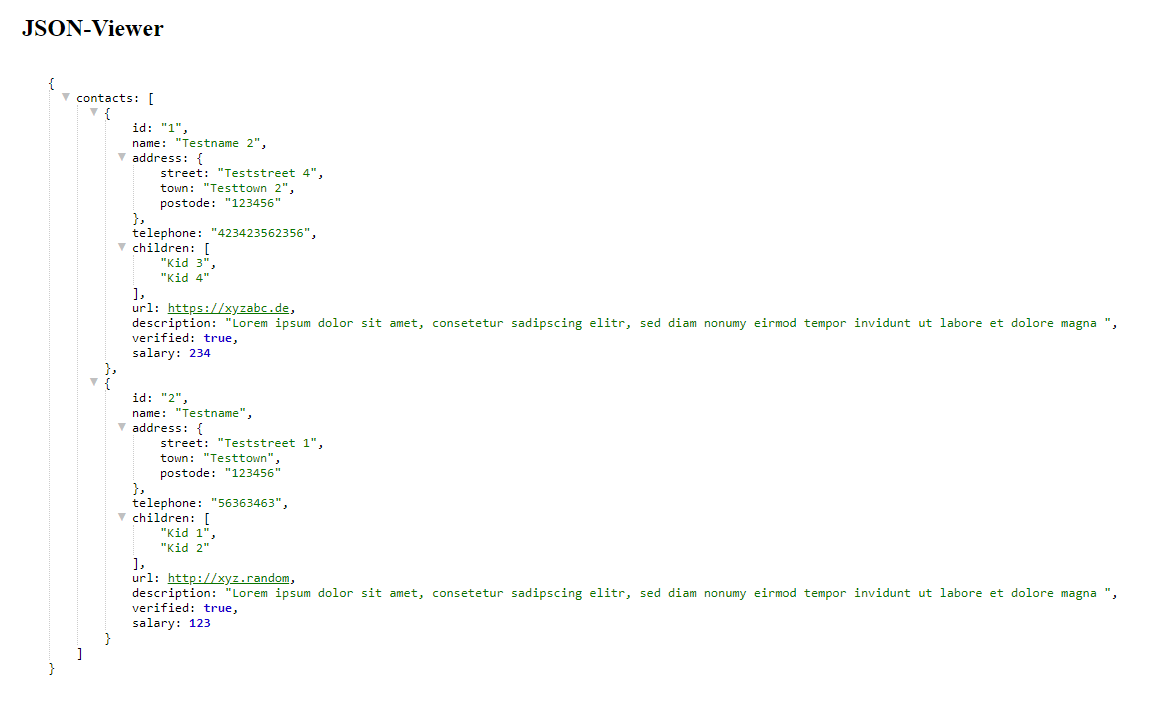 JSON-Viewer
{
contacts: [
{
id: "1",
name: "Testname 2",
address: {
street: "Teststreet 4",
town: "Testtown 2",
postode: "123456"
},
telephone: "423423562356",
children: [
"Kid 3",
"Kid 4"
],
url: https://xyzabc.de,
description: "Lorem ipsum dolor sit amet, consetetur sadipscing elitr, sed diam nonumy eirmod tempor invidunt ut labore et dolore magna ",
verified: true,
salary: 234
},
{
id: "2",
name: "Testname",
address: {
street: "Teststreet 1",
town: "Testtown",
postode: "123456"
},
telephone: "56363463",
children: [
"Kid 1",
"Kid 2"
],
url: http://xyz.random,
description: "Lorem ipsum dolor sit amet, consetetur sadipscing elitr, sed diam nonumy eirmod tempor invidunt ut labore et dolore magna ",
verified: true,
salary: 123
}
]
}